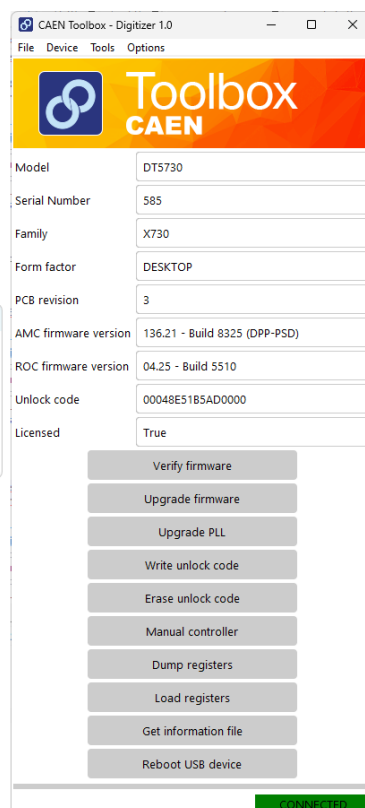 CAEN Toolbox - Digitizer 1.0
File Device Tools Options
Toolbox
CAEN
Model DT5730
Serial Number 585
Family X730
Form factor DESKTOP
PCB revision 3
AMC firmware version 136.21 - Build 8325 (DPP-PSD)
ROC firmware version 04.25 - Build 5510
Unlock code 00048E51B5AD0000
Licensed True
Verify firmware
Upgrade firmware
Upgrade PLL
Write unlock code
Erase unlock code
Manual controller
Dump registers
Load registers
Get information file
Reboot USB device
CONNECTED